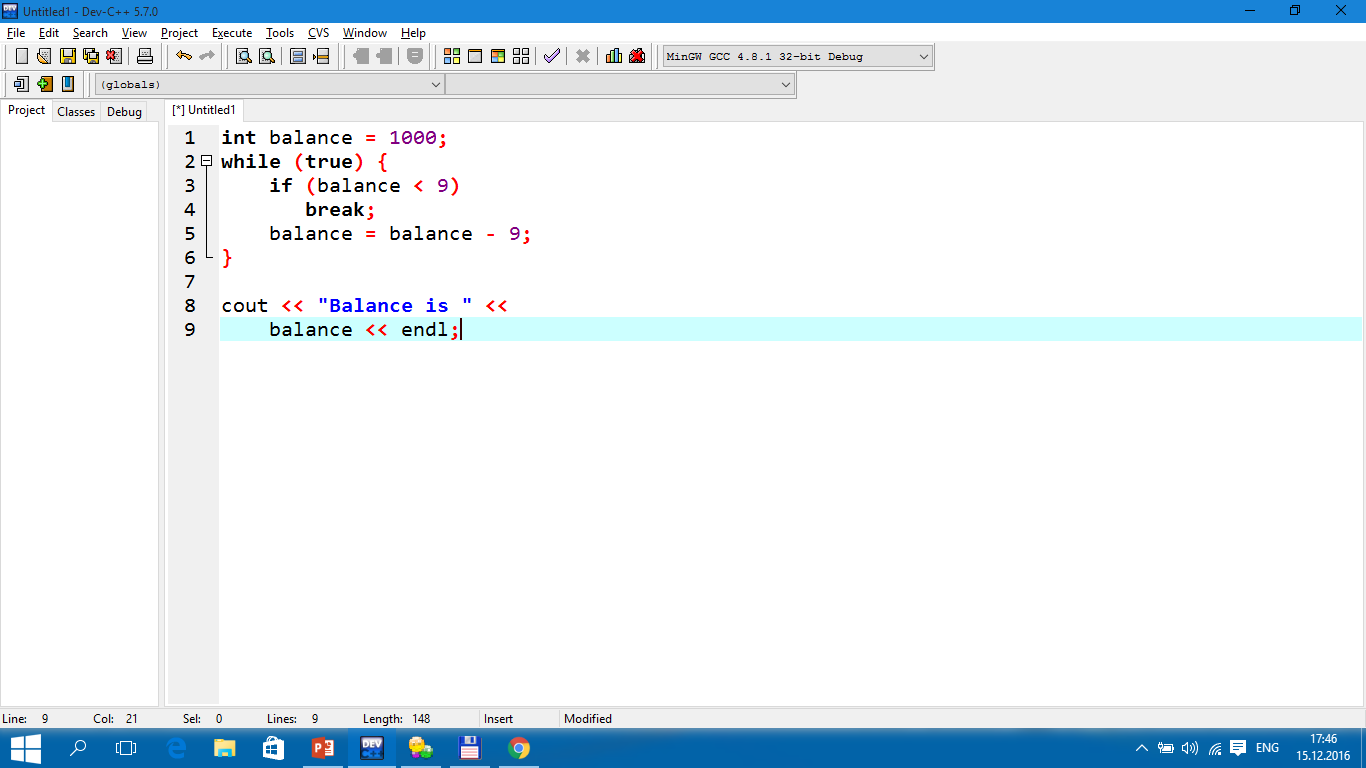 Untitled1 - Dev-C++ 5.7.0
File Edit Search View Project Execute Tools CVS Window Help
MinGW GCC 4.8.1 32-bit Debug
(globals)
Project Classes Debug [*] Untitled1
1 int balance = 1000;
2 while (true) {
3     if (balance < 9)
4        break;
5     balance = balance - 9;
6 }
7
8 cout << "Balance is " <<
9     balance << endl;
Line: 9 Col: 21 Sel: 0 Lines: 9 Length: 148 Insert Modified
DEV C++
ENG
17:46
15.12.2016